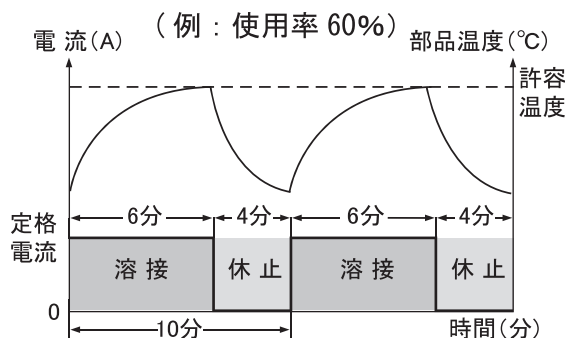 (例：使用率60%)
電流(A)
部品温度(℃)
許容
温度
6分
4分
6分
4分
定格
電流
溶接
休止
溶接
休止
0
10分
時間(分)